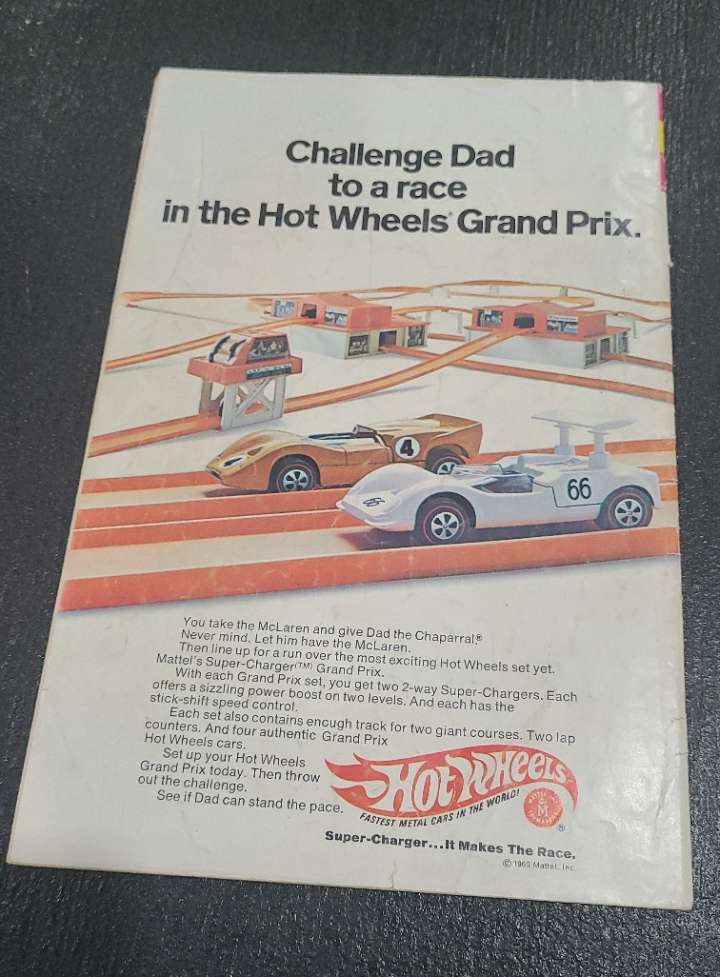 Challenge Dad
to a race
in the Hot Wheels® Grand Prix.
4
66
66
You take the McLaren and give Dad the Chaparral.®
Never mind. Let him have the McLaren.
Then line up for a run over the most exciting Hot Wheels set yet.
Mattel's Super-Charger(TM) Grand Prix.
With each Grand Prix set, you get two 2-way Super-Chargers. Each
offers a sizzling power boost on two levels. And each has the
stick-shift speed control.
Each set also contains enough track for two giant courses. Two lap
counters. And four authentic Grand Prix
Hot Wheels cars.
Set up your Hot Wheels
Grand Prix today. Then throw
out the challenge.
See if Dad can stand the pace.
Hot Wheels
FASTEST METAL CARS IN THE WORLD!
M
®
Super-Charger...It Makes The Race.
© 1969 Mattel, Inc.